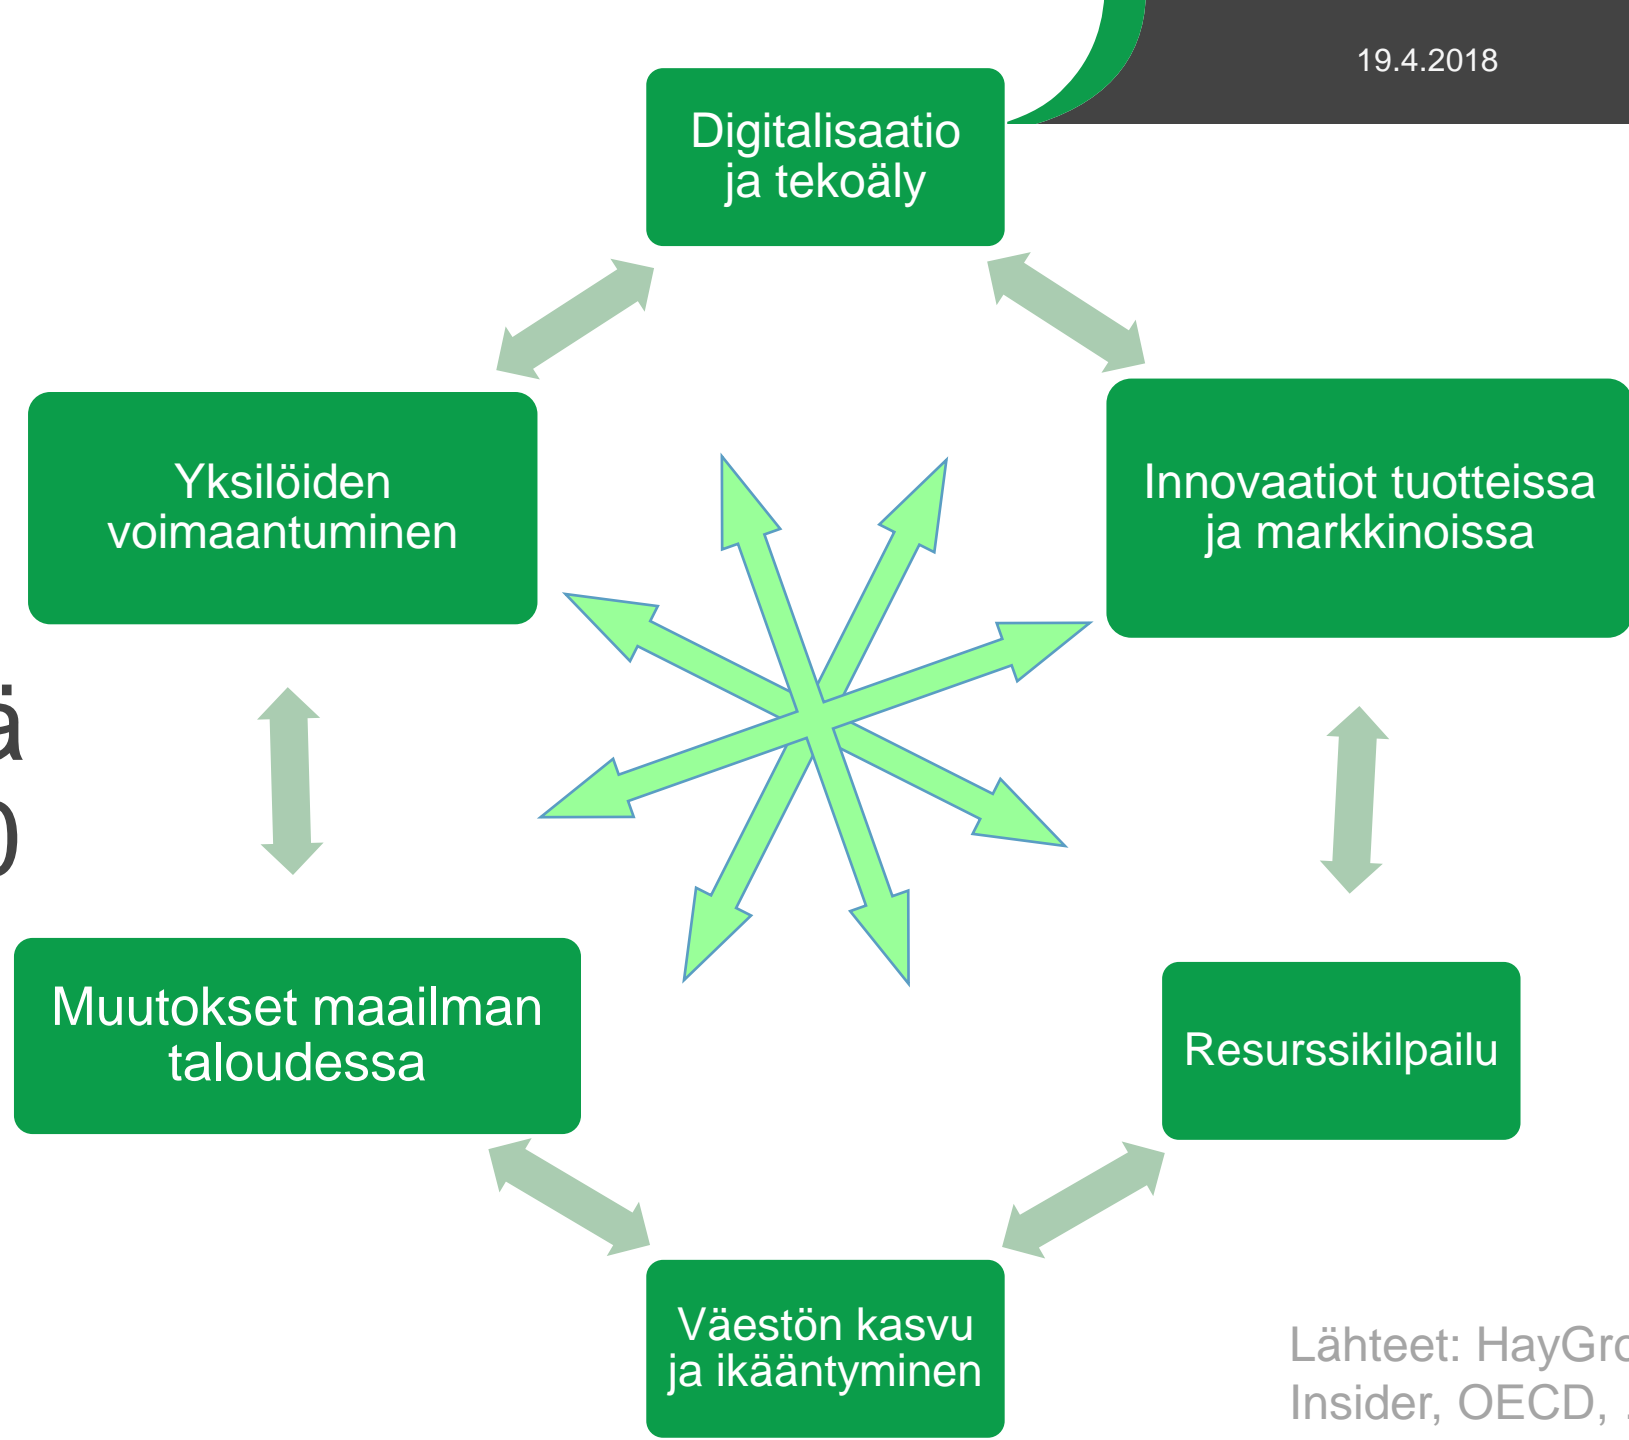 19.4.2018
Digitalisaatio
ja tekoäly
Yksilöiden
voimaantuminen
Innovaatiot tuotteissa
ja markkinoissa
Muutokset maailman
taloudessa
Resurssikilpailu
Väestön kasvu
ja ikääntyminen
Lähteet:
Insider, OECD,